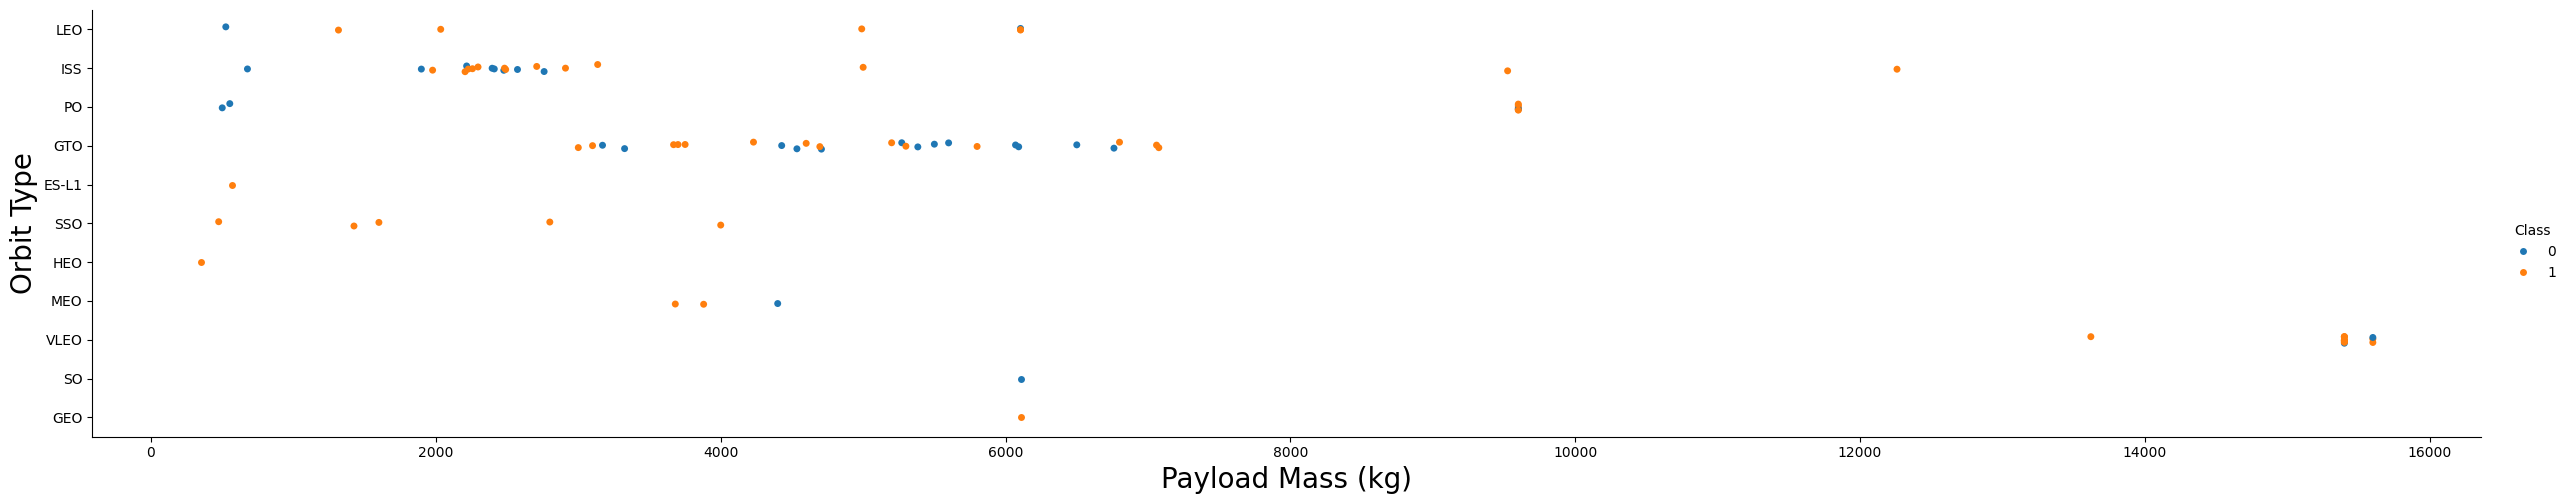 Orbit Type
LEO
ISS
PO
GTO
ES-L1
SSO
HEO
MEO
VLEO
SO
GEO
0 2000 4000 6000 8000 10000 12000 14000 16000
Payload Mass (kg)
Class
0
1